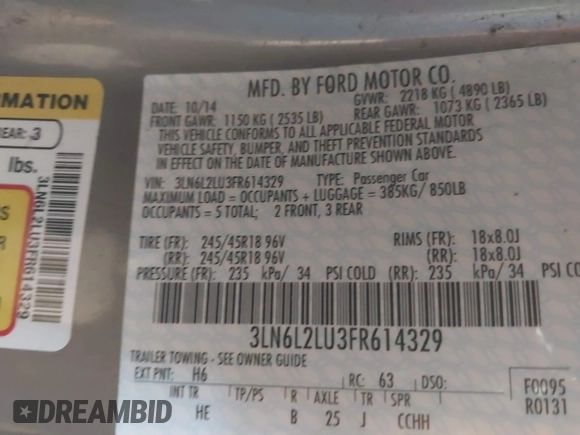 MFD. BY FORD MOTOR CO.
DATE: 10/14 GVWR: 2218 KG ( 4890 LB)
FRONT GAWR: 1150 KG ( 2535 LB) REAR GAWR: 1073 KG ( 2365 LB)
THIS VEHICLE CONFORMS TO ALL APPLICABLE FEDERAL MOTOR
VEHICLE SAFETY, BUMPER, AND THEFT PREVENTION STANDARDS
IN EFFECT ON THE DATE OF MANUFACTURE SHOWN ABOVE.
VIN: 3LN6L2LU3FR614329 TYPE: Passenger Car
MAXIMUM LOAD = OCCUPANTS + LUGGAGE = 385KG/ 850LB
OCCUPANTS = 5 TOTAL; 2 FRONT, 3 REAR
TIRE (FR): 245/45R18 96V RIMS (FR): 18x8.0J
(RR): 245/45R18 96V (RR): 18x8.0J
PRESSURE (FR): 235 kPa/ 34 PSI COLD (RR): 235 kPa/ 34 PSI CO
3LN6L2LU3FR614329
TRAILER TOWING - SEE OWNER GUIDE
EXT PNT: H6 RC: 63 DSO:
F0095
R0131
INT TR TP/PS R AXLE TR SPR
HE B 25 J CCHH
RMATION
REAR: 3
lbs.
S
R
3LN6L2LU3FR614329
DREAMBID